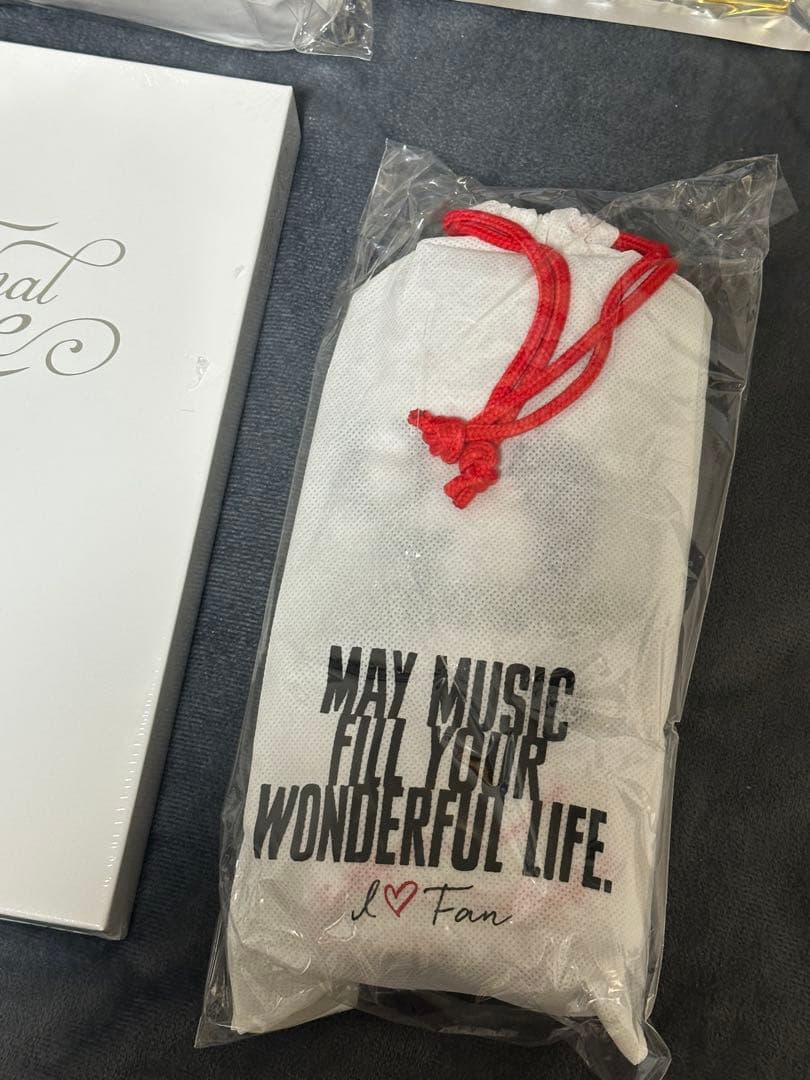 MAY MUSIC
FILL YOUR
WONDERFUL LIFE.
I ♡ Fan